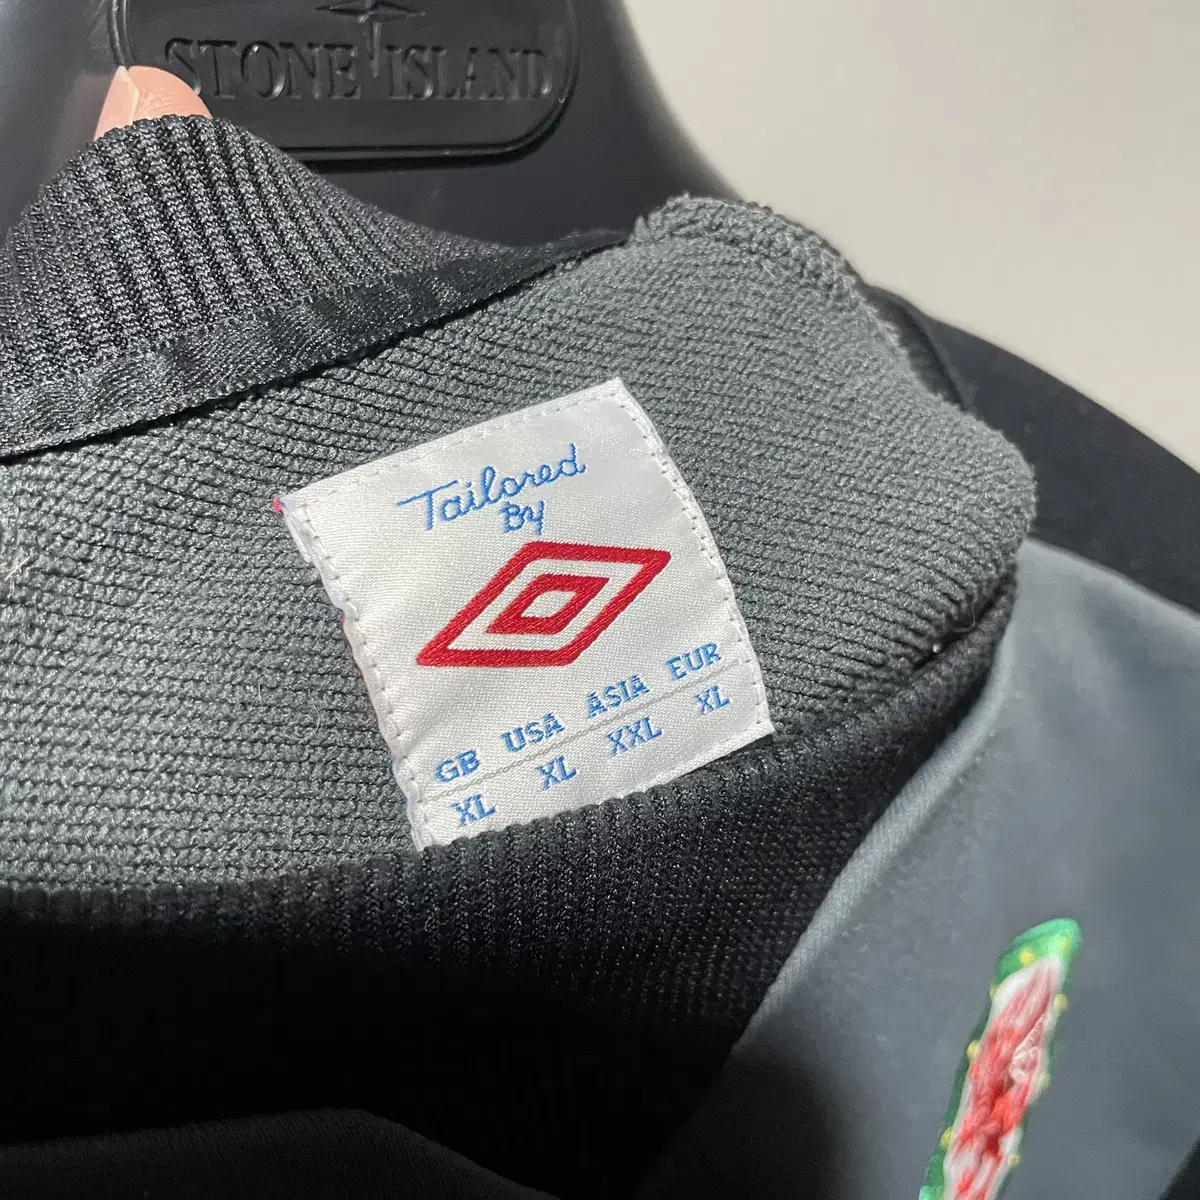 STONE ISLAND
Tailored
By
GB USA ASIA EUR
XL XL XXL XL